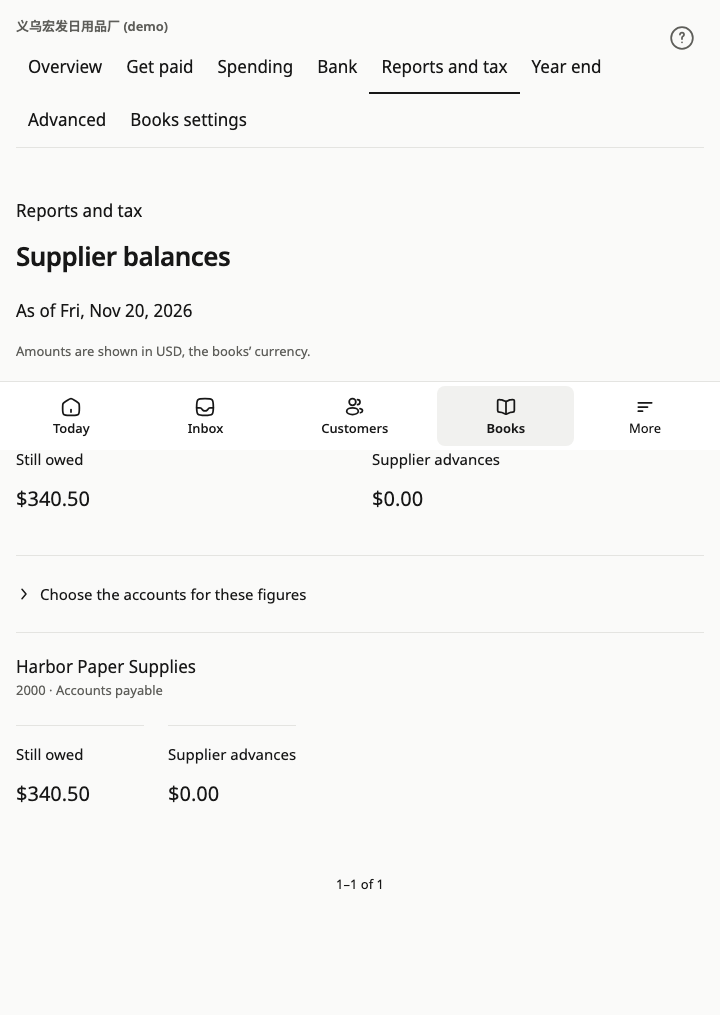 义乌宏发日用品厂 (demo)
Overview Get paid Spending Bank Reports and tax Year end
Advanced Books settings
Reports and tax
Supplier balances
As of Fri, Nov 20, 2026
Amounts are shown in USD, the books' currency.
Today Inbox Customers Books More
Still owed Supplier advances
$340.50 $0.00
Choose the accounts for these figures
Harbor Paper Supplies
2000 · Accounts payable
Still owed Supplier advances
$340.50 $0.00
1–1 of 1